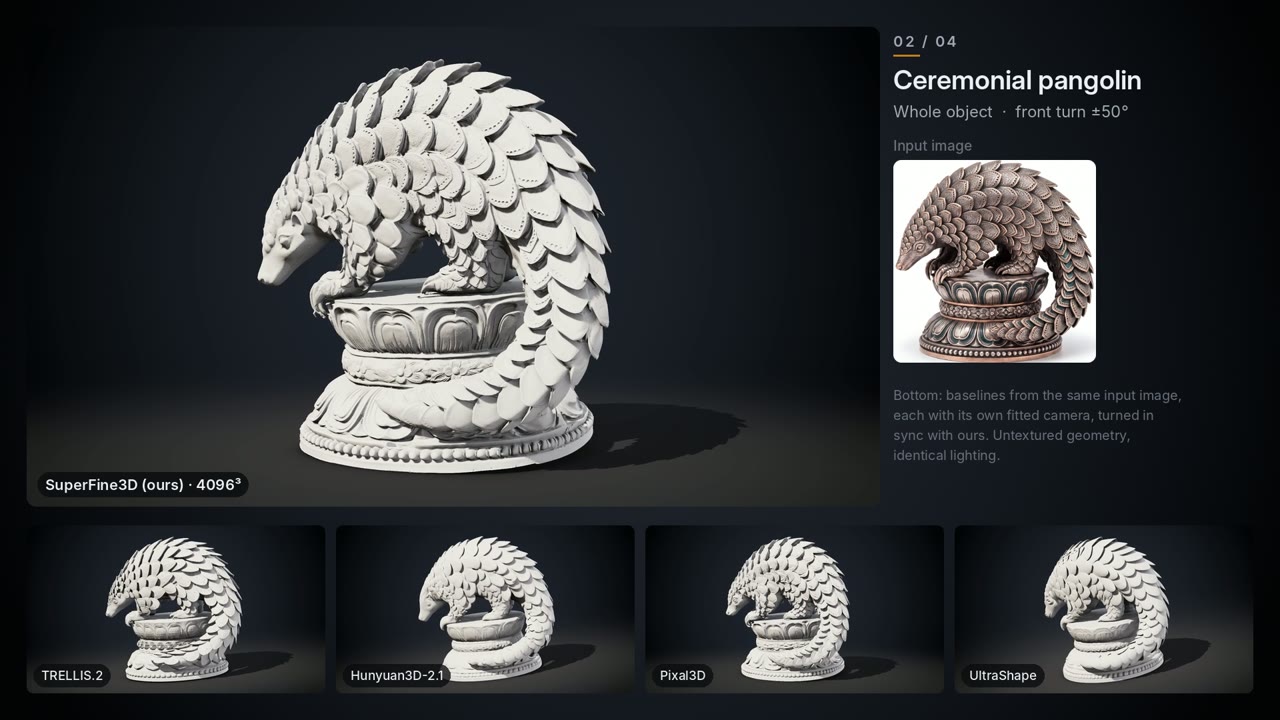 02 / 04
Ceremonial pangolin
Whole object · front turn ±50°
Input image
Bottom: baselines from the same input image,
each with its own fitted camera, turned in
sync with ours. Untextured geometry,
identical lighting.
SuperFine3D (ours) · 4096³
TRELLIS.2
Hunyuan3D-2.1
Pixal3D
UltraShape